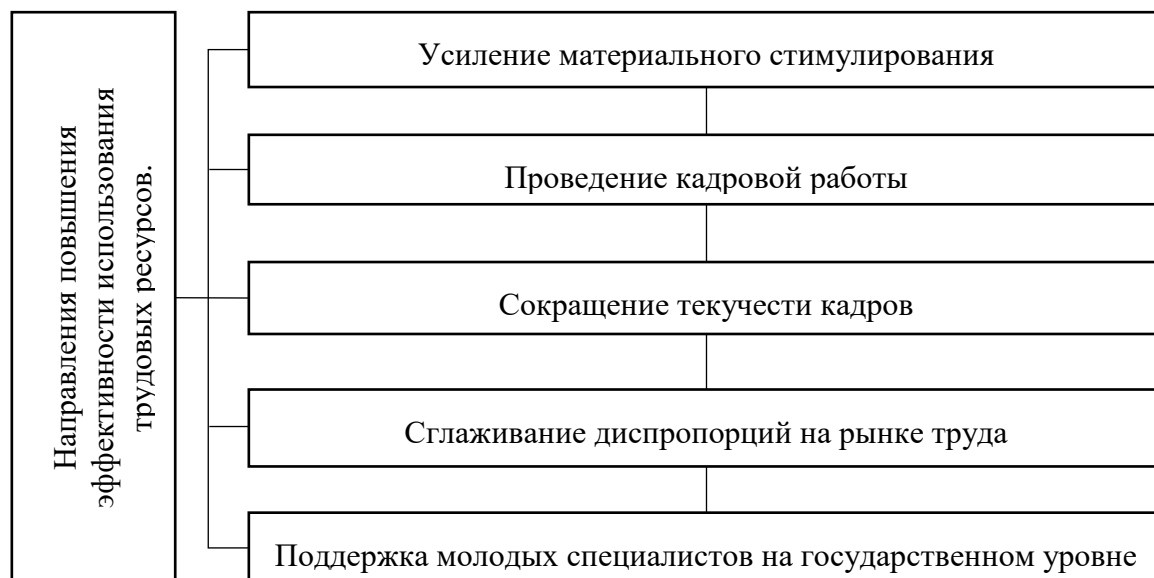 Направления повышения
эффективности использования
трудовых ресурсов.
Усиление материального стимулирования
Проведение кадровой работы
Сокращение текучести кадров
Сглаживание диспропорций на рынке труда
Поддержка молодых специалистов на государственном уровне